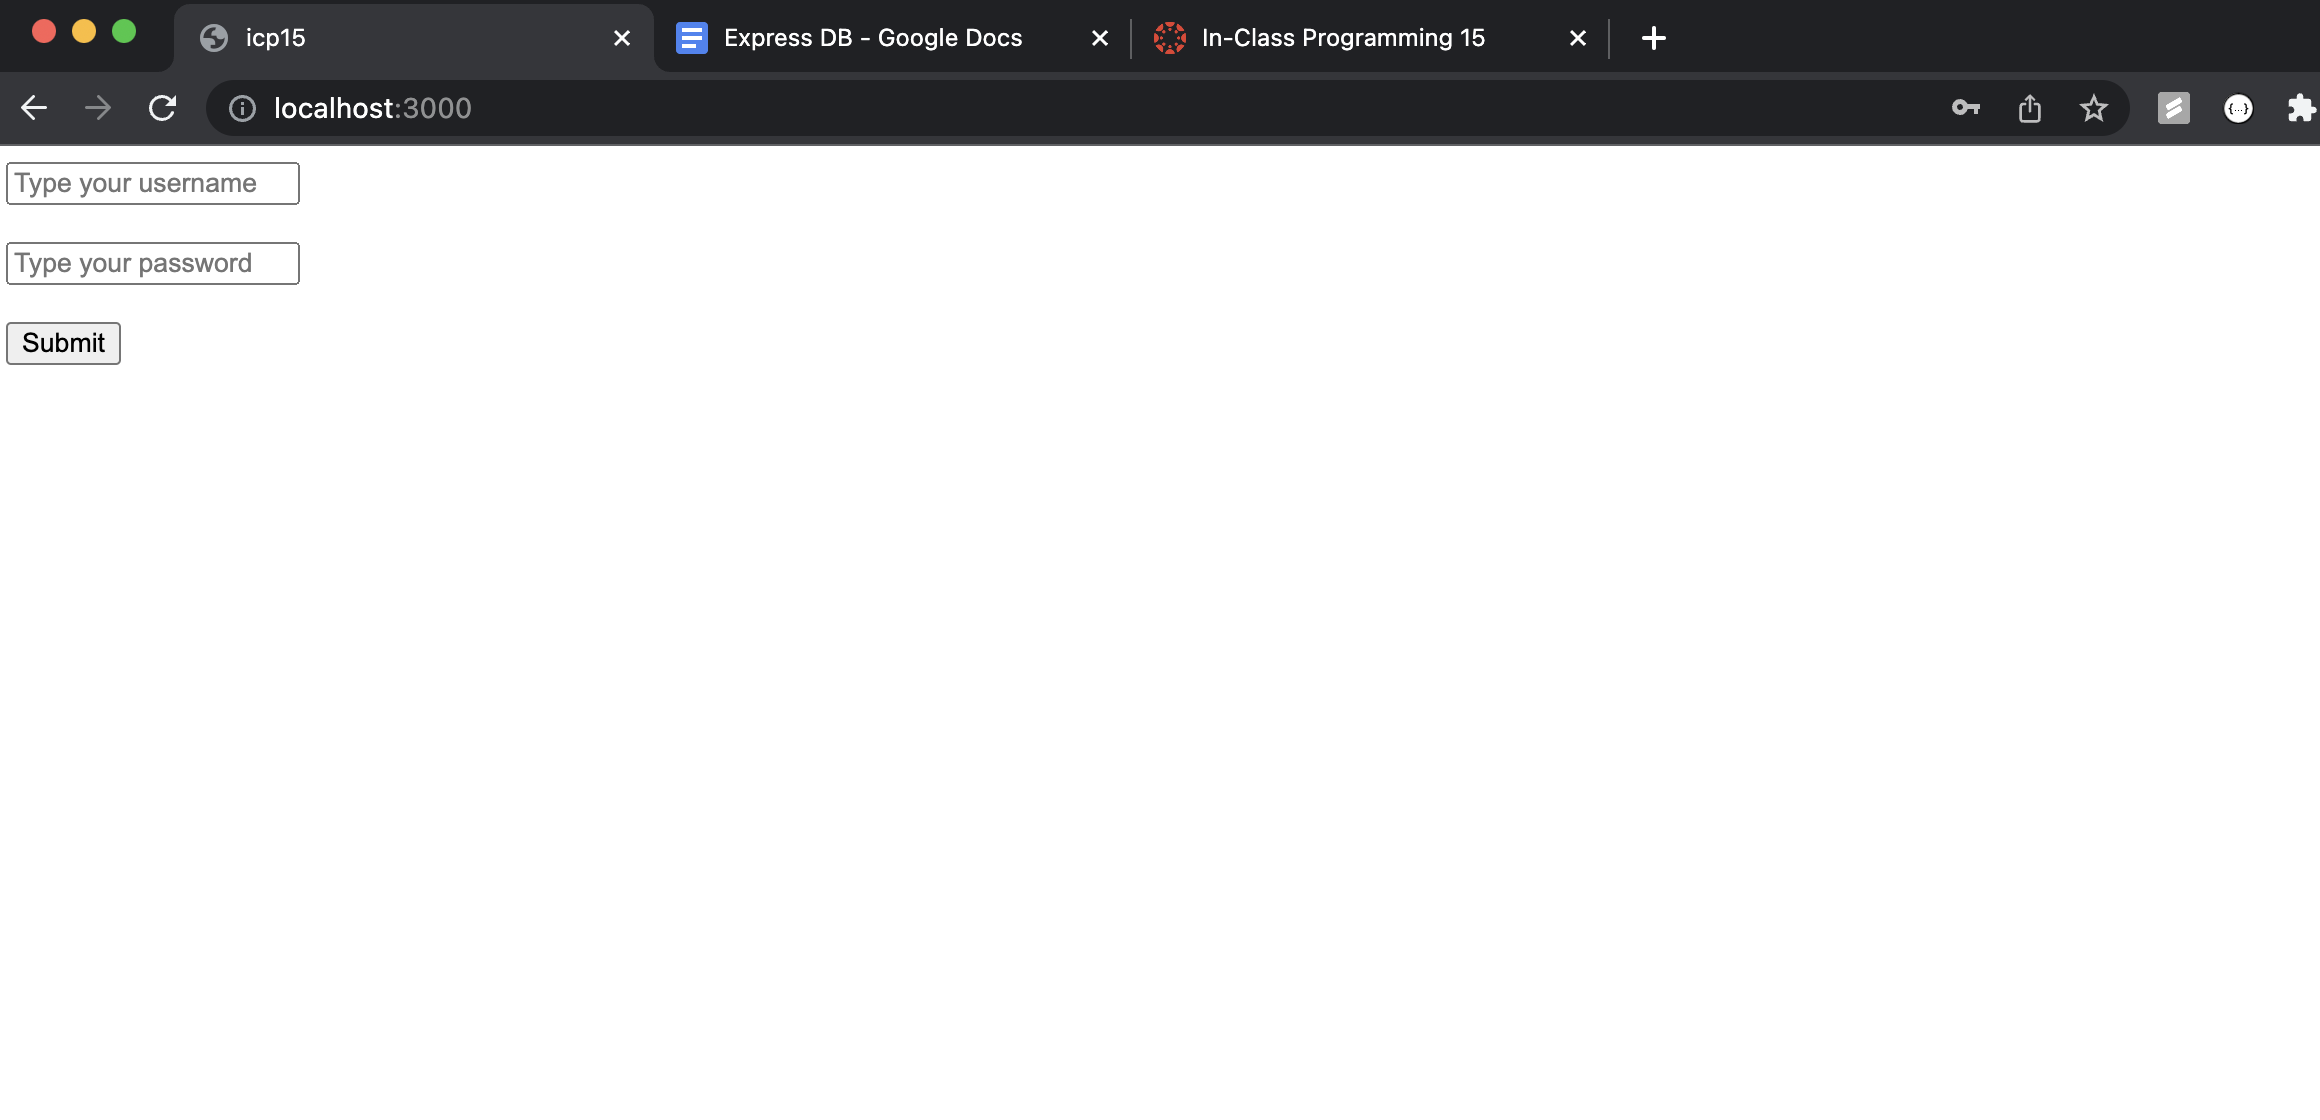 icp15
Express DB - Google Docs
In-Class Programming 15
localhost:3000
{...}
Type your username
Type your password
Submit